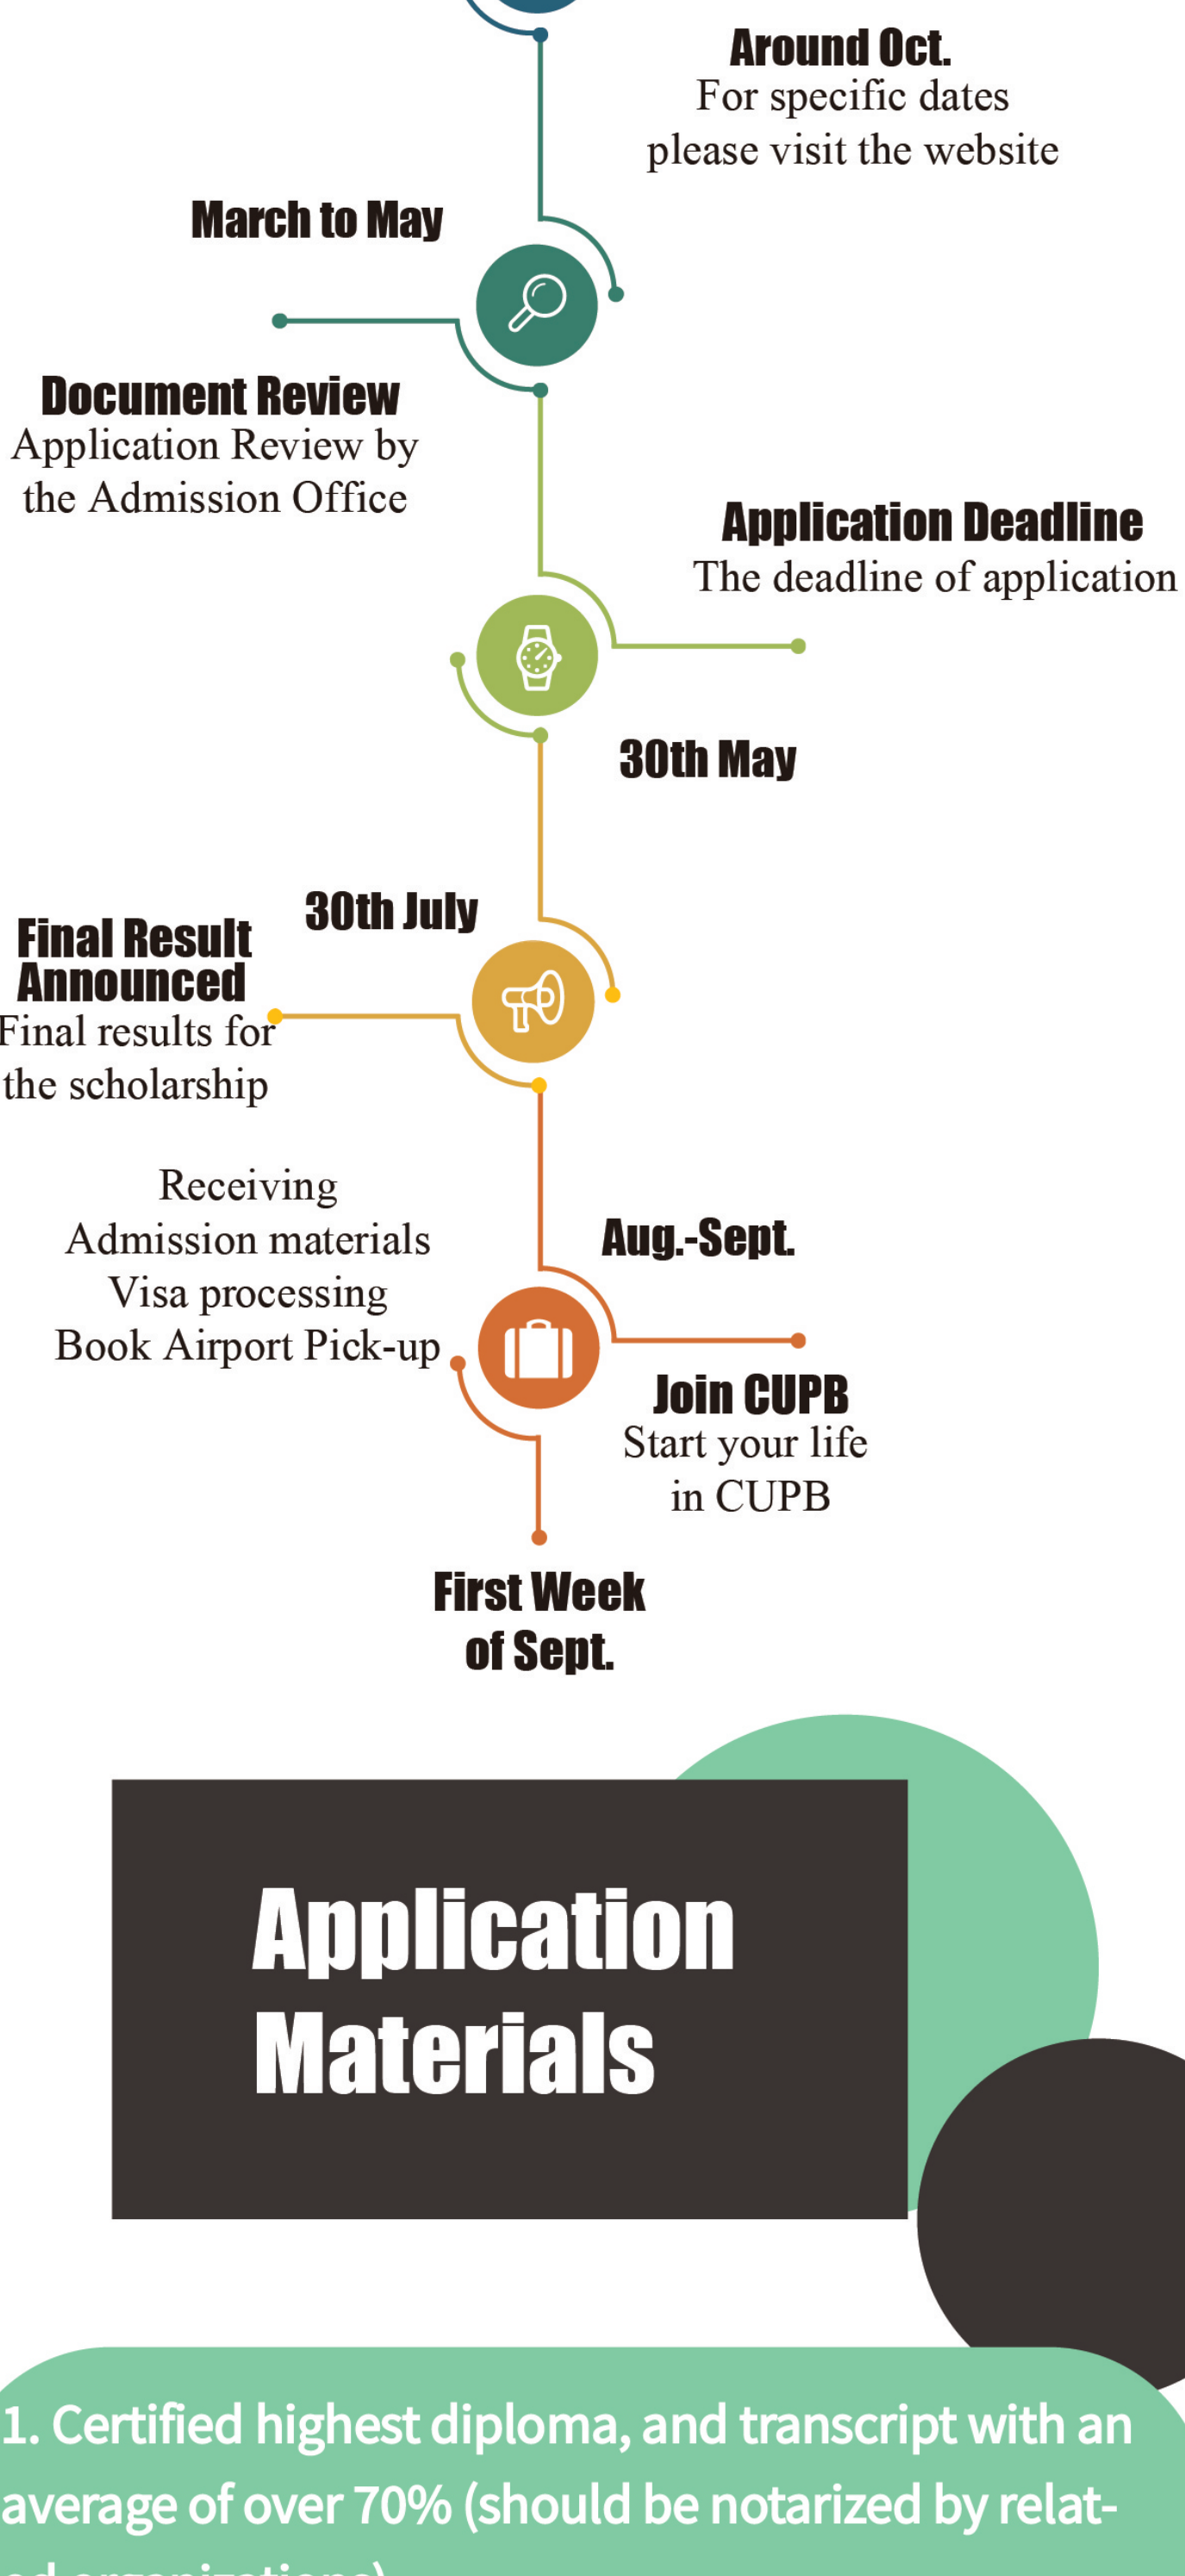 Around Oct.
For specific dates
please visit the website
March to May
Document Review
Application Review by
the Admission Office
Application Deadline
The deadline of application
30th May
30th July
Final Result
Announced
Final results for
the scholarship
Receiving
Admission materials
Visa processing
Book Airport Pick-up
Aug.-Sept.
Join CUPB
Start your life
in CUPB
First Week
of Sept.
Application
Materials
1. Certified highest diploma, and transcript with an
average of over 70% (should be notarized by relat-
ed organizations)